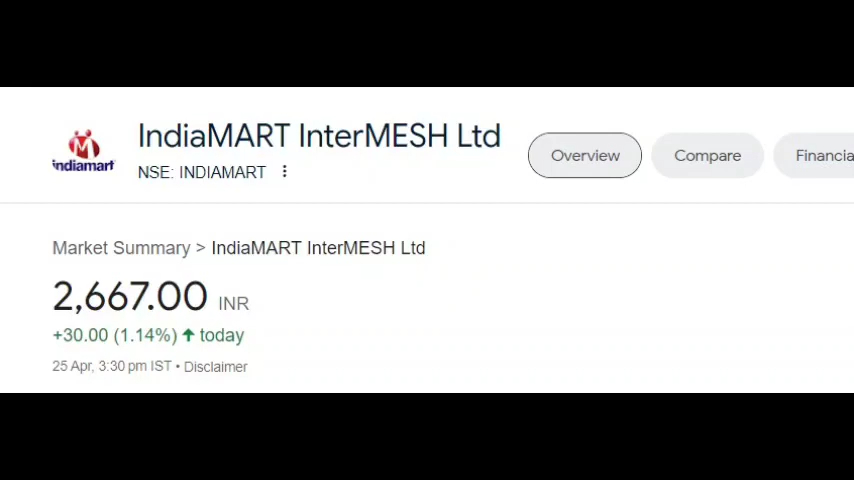 IndiaMART InterMESH Ltd
indiamart
NSE: INDIAMART
Overview
Compare
Financia
Market Summary > IndiaMART InterMESH Ltd
2,667.00 INR
+30.00 (1.14%) ↑ today
25 Apr, 3:30 pm IST • Disclaimer